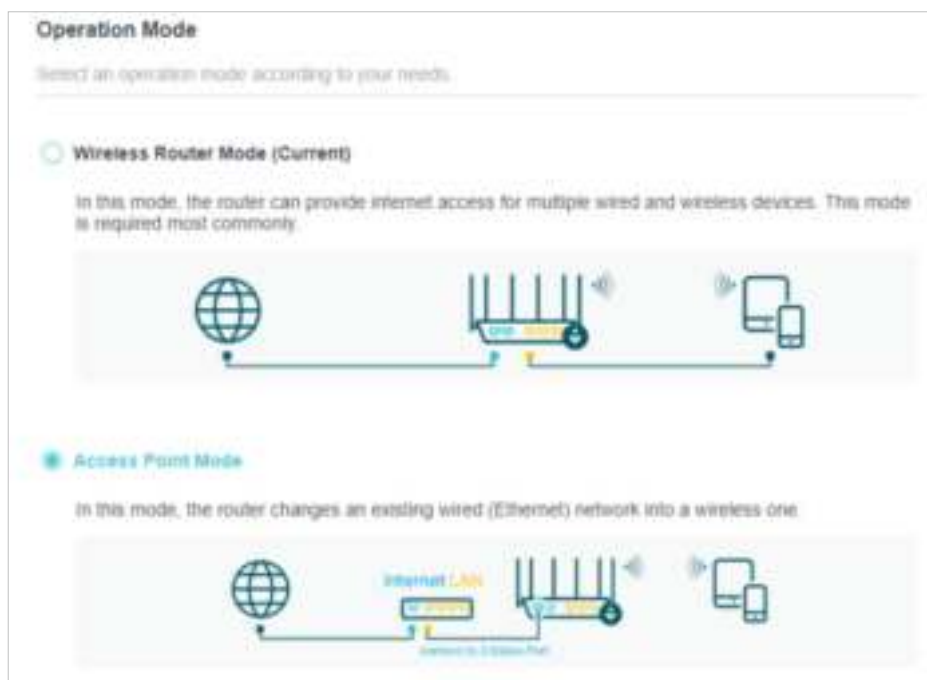 Operation Mode
Select an operation mode according to your needs.
Wireless Router Mode (Current)
In this mode, the router can provide internet access for multiple wired and wireless devices. This mode
is required most commonly.
Access Point Mode
In this mode, the router changes an existing wired (Ethernet) network into a wireless one.
Internet LAN
Port